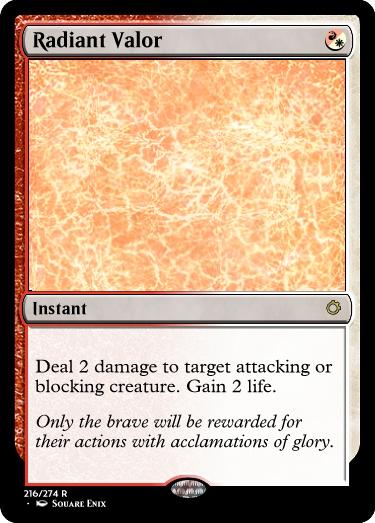 Radiant Valor
Instant
Deal 2 damage to target attacking or
blocking creature. Gain 2 life.
Only the brave will be rewarded for
their actions with acclamations of glory.
216/274 R
· Square Enix